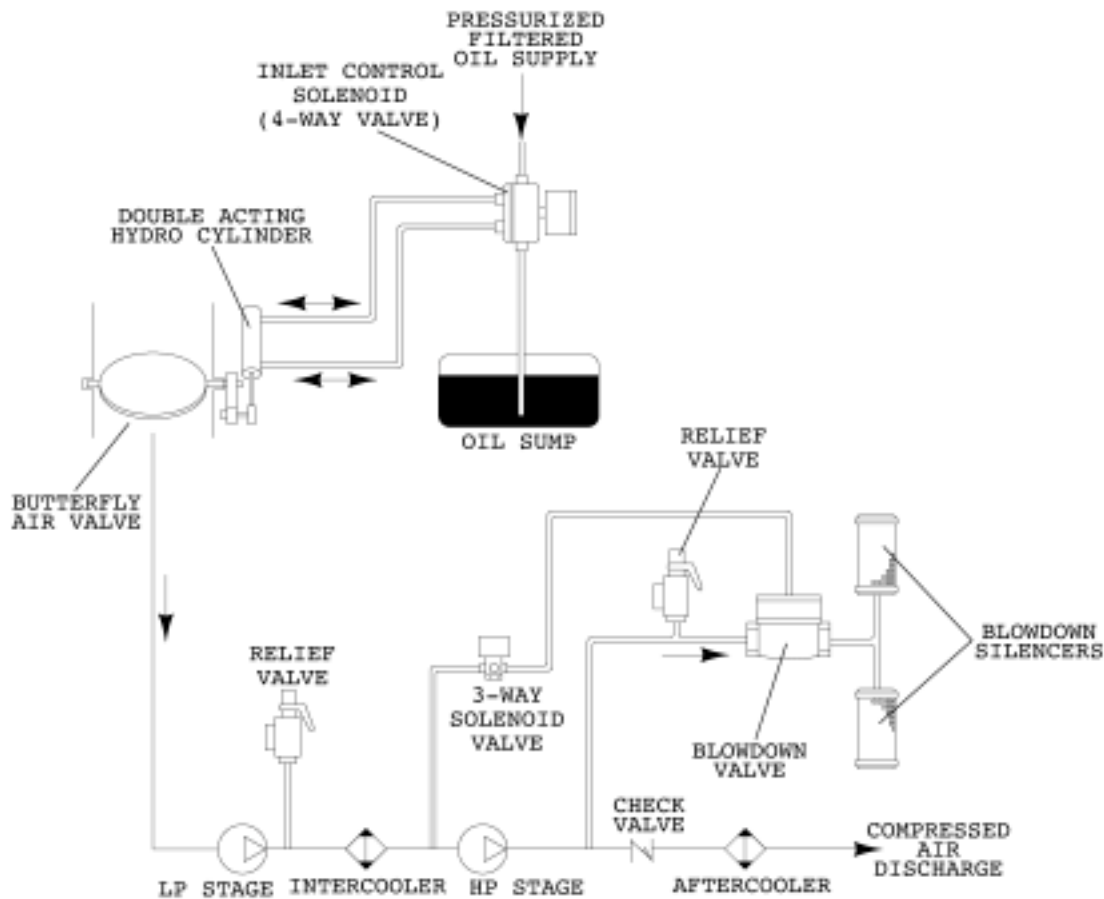 PRESSURIZED
FILTERED
OIL SUPPLY
INLET CONTROL
SOLENOID
(4-WAY VALVE)
DOUBLE ACTING
HYDRO CYLINDER
OIL SUMP
BUTTERFLY
AIR VALVE
RELIEF
VALVE
BLOWDOWN
SILENCERS
RELIEF
VALVE
3-WAY
SOLENOID
VALVE
BLOWDOWN
VALVE
CHECK
VALVE
COMPRESSED
AIR
DISCHARGE
LP STAGE
INTERCOOLER
HP STAGE
AFTERCOOLER